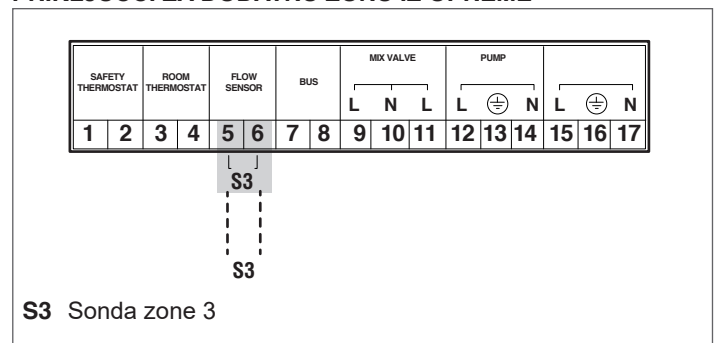 SAFETY THERMOSTAT ROOM THERMOSTAT FLOW SENSOR BUS MIX VALVE PUMP
L N L L N L N
1 2 3 4 5 6 7 8 9 10 11 12 13 14 15 16 17
S3
S3
S3 Sonda zone 3